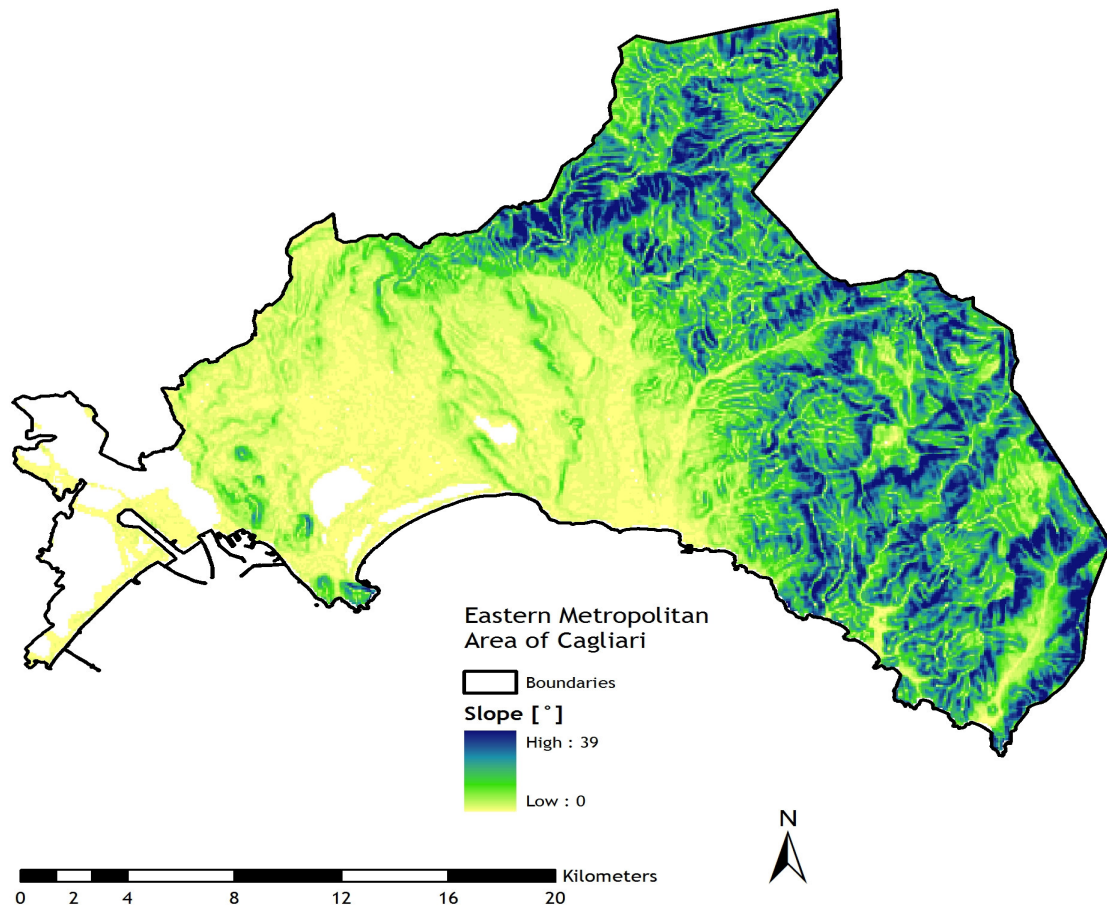 Eastern Metropolitan
Area of Cagliari
Boundaries
Slope [°]
High : 39
Low : 0
N
Kilometers
0 2 4 8 12 16 20